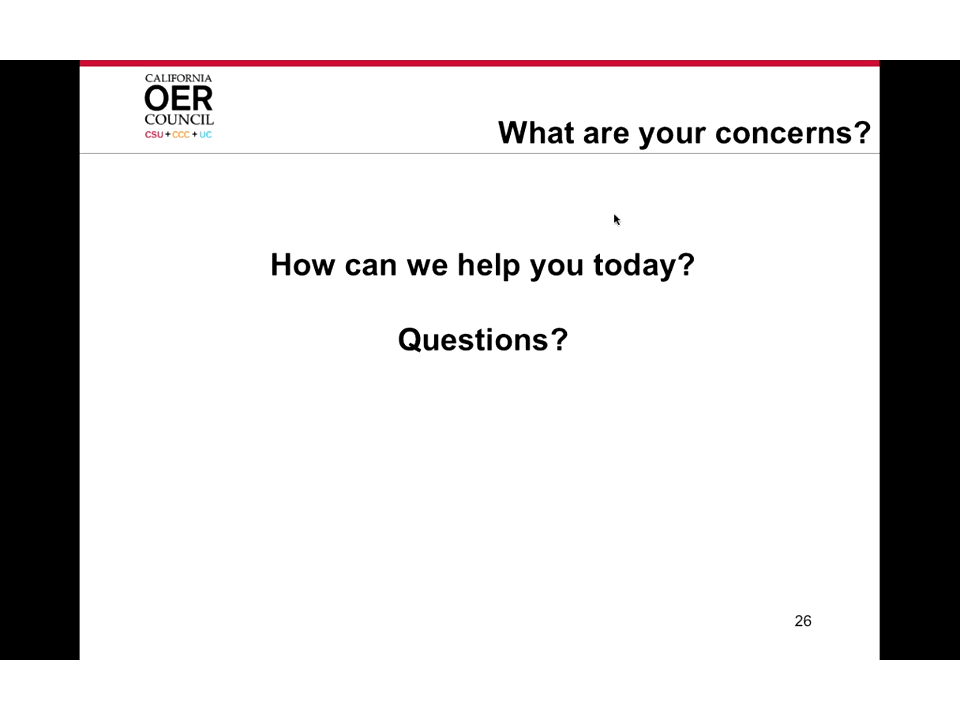 CALIFORNIA
OER
COUNCIL
CSU + CCC + UC
What are your concerns?
How can we help you today?
Questions?
26